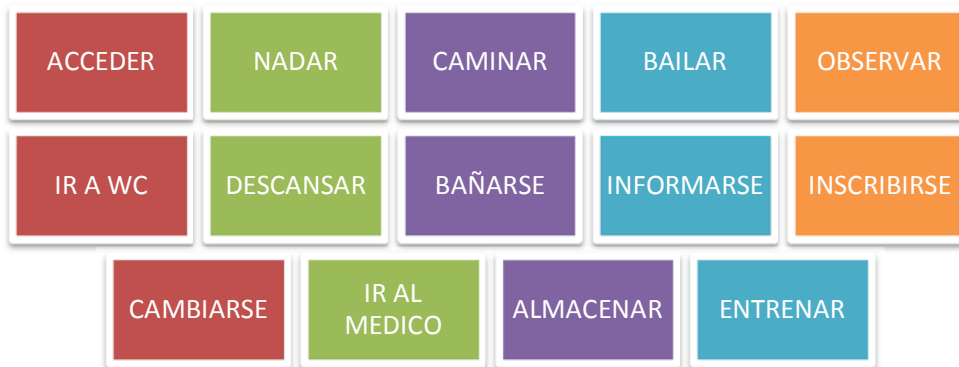 ACCEDER
NADAR
CAMINAR
BAILAR
OBSERVAR
IR A WC
DESCANSAR
BAÑARSE
INFORMARSE
INSCRIBIRSE
CAMBIARSE
IR AL
MEDICO
ALMACENAR
ENTRENAR